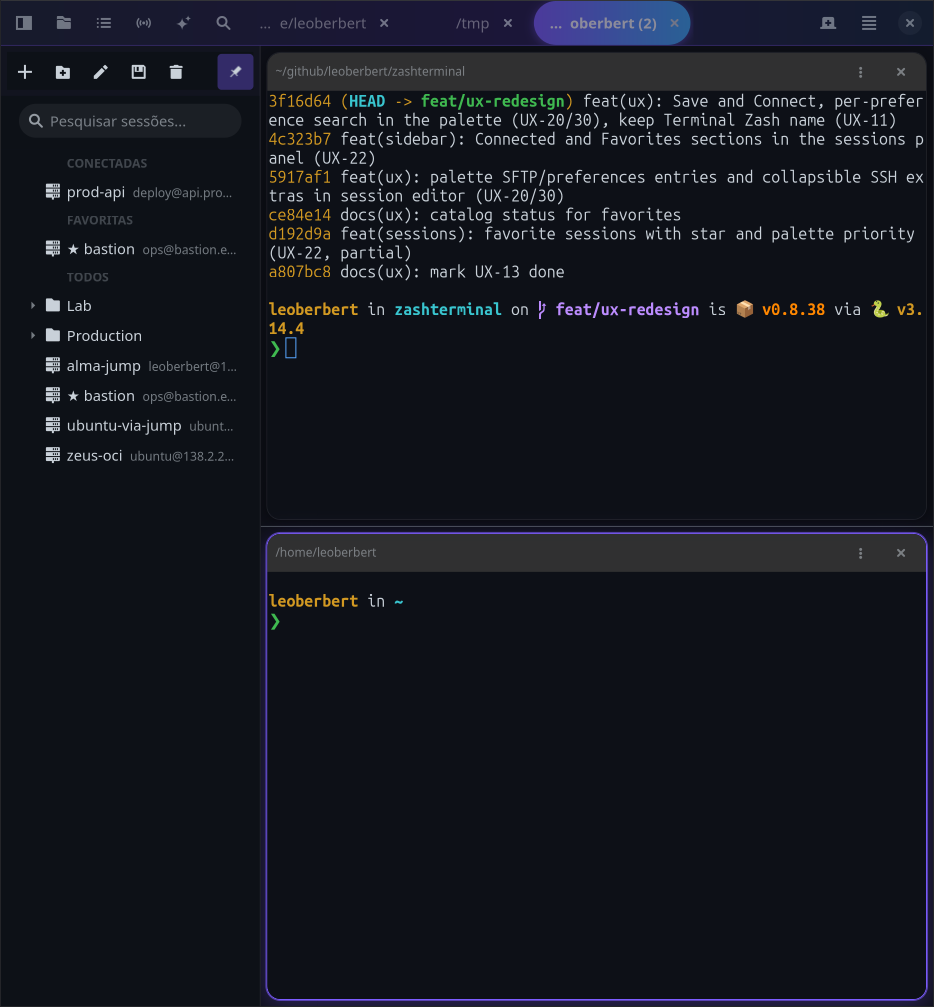 ... e/leoberbert
/tmp
... oberbert (2)
Pesquisar sessões...
CONECTADAS
prod-api deploy@api.pro...
FAVORITAS
★ bastion ops@bastion.e...
TODOS
Lab
Production
alma-jump leoberbert@1...
★ bastion ops@bastion.e...
ubuntu-via-jump ubunt...
zeus-oci ubuntu@138.2.2...
~/github/leoberbert/zashterminal
3f16d64 (HEAD -> feat/ux-redesign) feat(ux): Save and Connect, per-prefer
ence search in the palette (UX-20/30), keep Terminal Zash name (UX-11)
4c323b7 feat(sidebar): Connected and Favorites sections in the sessions p
anel (UX-22)
5917af1 feat(ux): palette SFTP/preferences entries and collapsible SSH ex
tras in session editor (UX-20/30)
ce84e14 docs(ux): catalog status for favorites
d192d9a feat(sessions): favorite sessions with star and palette priority
(UX-22, partial)
a807bc8 docs(ux): mark UX-13 done
leoberbert in zashterminal on feat/ux-redesign is 📦 v0.8.38 via 🐍 v3.
14.4
❯
/home/leoberbert
leoberbert in ~
❯